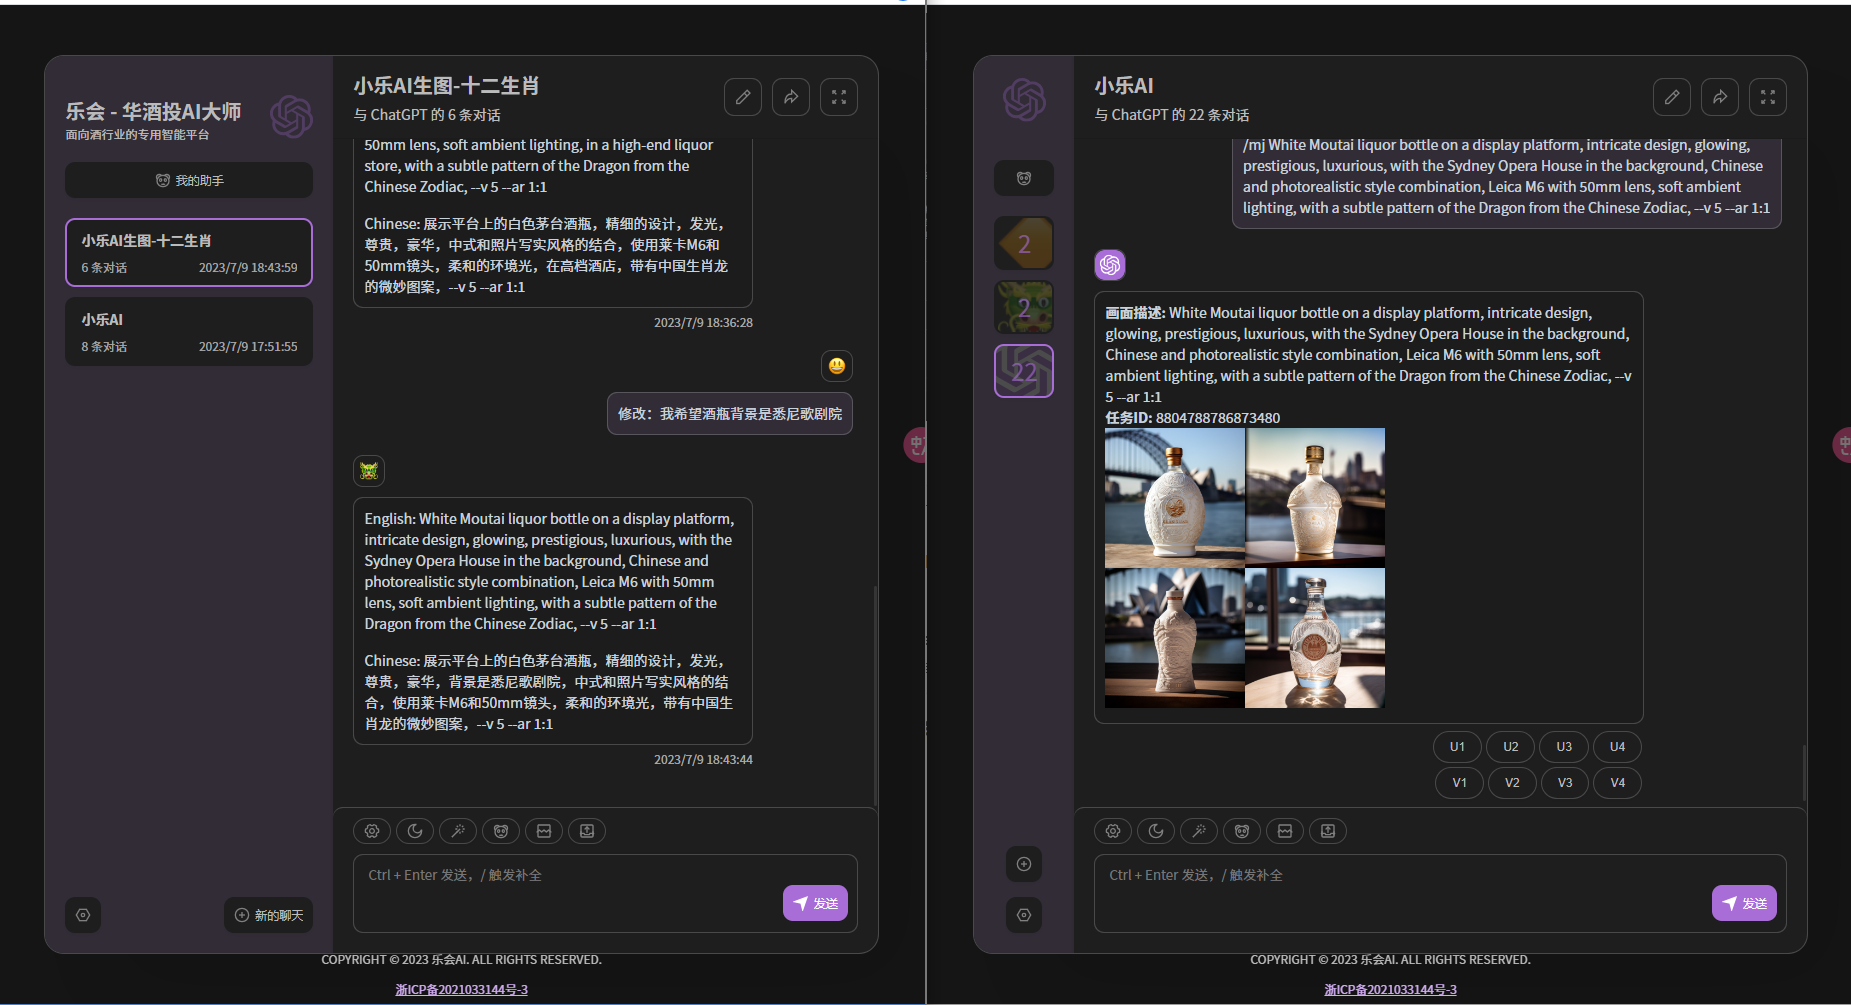 乐会 - 华酒投AI大师
面向酒行业的专用智能平台
我的助手
小乐AI生图-十二生肖
6 条对话
2023/7/9 18:43:59
小乐AI
8 条对话
2023/7/9 17:51:55
新的聊天
小乐AI生图-十二生肖
与 ChatGPT 的 6 条对话
50mm lens, soft ambient lighting, in a high-end liquor
store, with a subtle pattern of the Dragon from the
Chinese Zodiac, --v 5 --ar 1:1
Chinese: 展示平台上的白色茅台酒瓶，精细的设计，发光，
尊贵，豪华，中式和照片写实风格的结合，使用莱卡M6和
50mm镜头，柔和的环境光，在高档酒店，带有中国生肖龙
的微妙图案，--v 5 --ar 1:1
2023/7/9 18:36:28
修改：我希望酒瓶背景是悉尼歌剧院
English: White Moutai liquor bottle on a display platform,
intricate design, glowing, prestigious, luxurious, with the
Sydney Opera House in the background, Chinese and
photorealistic style combination, Leica M6 with 50mm
lens, soft ambient lighting, with a subtle pattern of the
Dragon from the Chinese Zodiac, --v 5 --ar 1:1
Chinese: 展示平台上的白色茅台酒瓶，精细的设计，发光，
尊贵，豪华，背景是悉尼歌剧院，中式和照片写实风格的结
合，使用莱卡M6和50mm镜头，柔和的环境光，带有中国生
肖龙的微妙图案，--v 5 --ar 1:1
2023/7/9 18:43:44
Ctrl + Enter 发送，/ 触发补全
发送
COPYRIGHT © 2023 乐会AI. ALL RIGHTS RESERVED.
浙ICP备2021033144号-3
中
2
2
22
小乐AI
与 ChatGPT 的 22 条对话
/mj White Moutai liquor bottle on a display platform, intricate design, glowing,
prestigious, luxurious, with the Sydney Opera House in the background, Chinese
and photorealistic style combination, Leica M6 with 50mm lens, soft ambient
lighting, with a subtle pattern of the Dragon from the Chinese Zodiac, --v 5 --ar 1:1
画面描述: White Moutai liquor bottle on a display platform, intricate design,
glowing, prestigious, luxurious, with the Sydney Opera House in the background,
Chinese and photorealistic style combination, Leica M6 with 50mm lens, soft
ambient lighting, with a subtle pattern of the Dragon from the Chinese Zodiac, --v
5 --ar 1:1
任务ID: 8804788786873480
U1 U2 U3 U4
V1 V2 V3 V4
Ctrl + Enter 发送，/ 触发补全
发送
COPYRIGHT © 2023 乐会AI. ALL RIGHTS RESERVED.
浙ICP备2021033144号-3
中